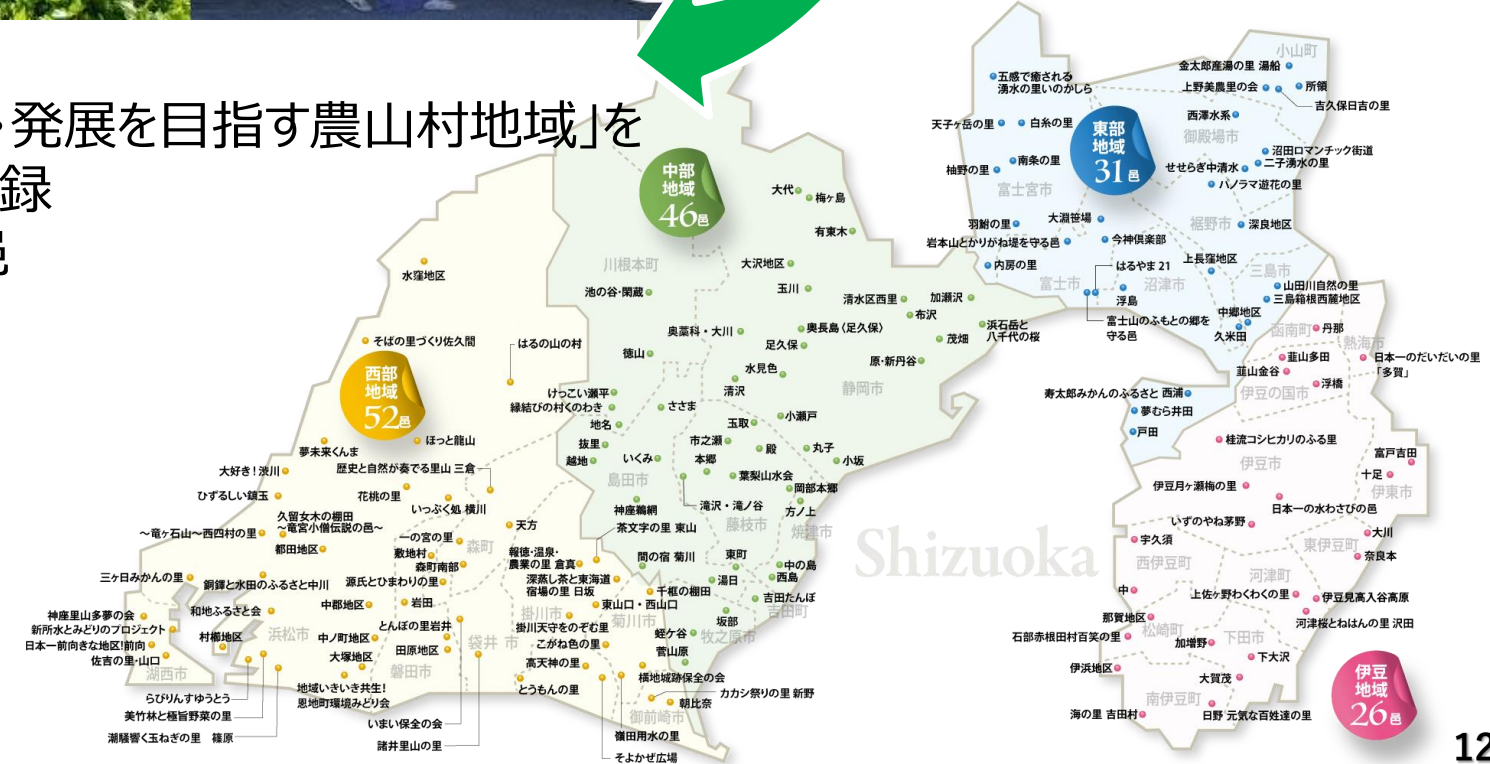 ・発展を目指す農山村地域」を
録
邑
中部
地域
46邑
大代
梅ヶ島
有東木
川根本町
大沢地区
池の谷・閑蔵
玉川
清水区西里
加瀬沢
布沢
奥藁科・大川
奥長島〈足久保〉
足久保
浜石岳と
八千代の桜
茂畑
徳山
原・新丹谷
水見色
清沢
静岡市
けっこい瀬平
縁結びの村くのわき
ささま
小瀬戸
地名
玉取
抜里
市之瀬
殿
丸子
越地
いくみ
本郷
小坂
葉梨山水会
島田市
岡部本郷
滝沢・滝ノ谷
方ノ上
神座鵜網
藤枝市
焼津市
茶文字の里 東山
間の宿 菊川
東町
中の島
湯日
西島
千框の棚田
吉田たんぼ
吉田町
坂部
蛭ケ谷
牧之原市
菅山原
西部
地域
52邑
水窪地区
そばの里づくり佐久間
はるの山の村
ほっと龍山
夢未来くんま
大好き!渋川
歴史と自然が奏でる里山 三倉
ひずるしい鎮玉
花桃の里
いっぷく処 横川
久留女木の棚田
〜竜宮小僧伝説の邑〜
〜竜ヶ石山〜西四村の里
天方
一の宮の里
森町
都田地区
敷地村
森町南部
報徳・温泉・
農業の里 倉真
三ヶ日みかんの里
銅鐸と水田のふるさと中川
源氏とひまわりの里
深蒸し茶と東海道
宿場の里 日坂
神座里山多夢の会
和地ふるさと会
中郡地区
岩田
東山口・西山口
掛川市
菊川市
新所水とみどりのプロジェクト
浜松市
とんぼの里岩井
掛川天守をのぞむ里
日本一前向きな地区!前向
村櫛地区
中ノ町地区
田原地区
袋井 市
こがね色の里
佐吉の里・山口
大塚地区
磐田市
高天神の里
湖西市
横地城跡保全の会
らびりんすゆうとう
地域いきいき共生!
恩地町環境みどり会
とうもんの里
カカシ祭りの里 新野
美竹林と極旨野菜の里
いまい保全の会
朝比奈
御前崎市
潮騒響く玉ねぎの里 篠原
諸井里山の里
嶺田用水の里
そよかぜ広場
Shizuoka
東部
地域
31邑
小山町
五感で癒される
湧水の里いのかしら
金太郎産湯の里 湯船
上野美農里の会
所領
吉久保日吉の里
天子ヶ岳の里
白糸の里
西澤水系
御殿場市
沼田ロマンチック街道
二子湧水の里
南条の里
せせらぎ中清水
柚野の里
パノラマ遊花の里
富士宮市
羽鮒の里
大淵笹場
裾野市
深良地区
岩本山とかりがね堤を守る邑
今神倶楽部
内房の里
はるやま21
上長窪地区
三島市
富士市
沼津市
山田川自然の里
浮島
三島箱根西麓地区
中郷地区
富士山のふもとの郷を
守る邑
久米田
寿太郎みかんのふるさと 西浦
夢むら井田
戸田
函南町
丹那
熱海市
韮山多田
日本一のだいだいの里
「多賀」
韮山金谷
浮橋
伊豆の国市
桂流コシヒカリのふる里
富戸吉田
伊豆市
十足
伊豆月ヶ瀬梅の里
伊東市
日本一の水わさびの邑
いずのやね茅野
大川
宇久須
東伊豆町
奈良本
西伊豆町
河津町
中
上佐ヶ野わくわくの里
伊豆見高入谷高原
那賀地区
河津桜とねはんの里 沢田
松崎町
石部赤根田村百笑の里
下田市
加増野
下大沢
伊浜地区
大賀茂
南伊豆町
海の里 吉田村
日野 元気な百姓達の里
伊豆
地域
26邑
12